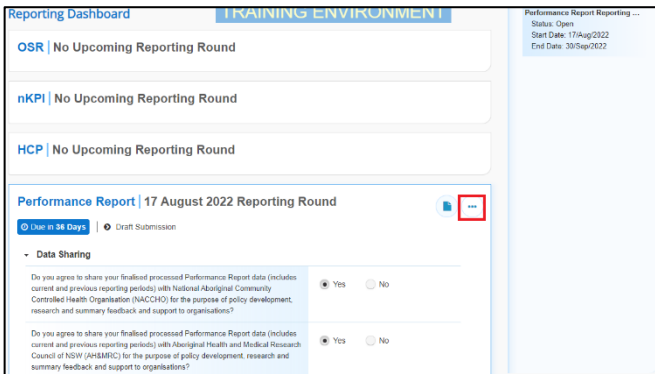 Reporting Dashboard
TRAINING ENVIRONMENT
OSR | No Upcoming Reporting Round
nKPI | No Upcoming Reporting Round
HCP | No Upcoming Reporting Round
Performance Report | 17 August 2022 Reporting Round
Due in 36 Days | Draft Submission
Data Sharing
Do you agree to share your finalised processed Performance Report data (includes
current and previous reporting periods) with National Aboriginal Community
Controlled Health Organisation (NACCHO) for the purpose of policy development,
research and summary feedback and support to organisations?
Yes No
Do you agree to share your finalised processed Performance Report data (includes
current and previous reporting periods) with Aboriginal Health and Medical Research
Council of NSW (AH&MRC) for the purpose of policy development, research and
summary feedback and support to organisations?
Yes No
Performance Report Reporting ...
Status: Open
Start Date: 17/Aug/2022
End Date: 30/Sep/2022